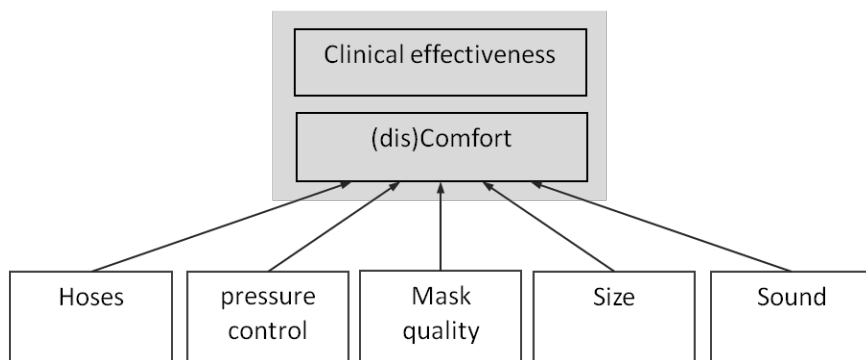 Clinical effectiveness
(dis)Comfort
Hoses
pressure
control
Mask
quality
Size
Sound